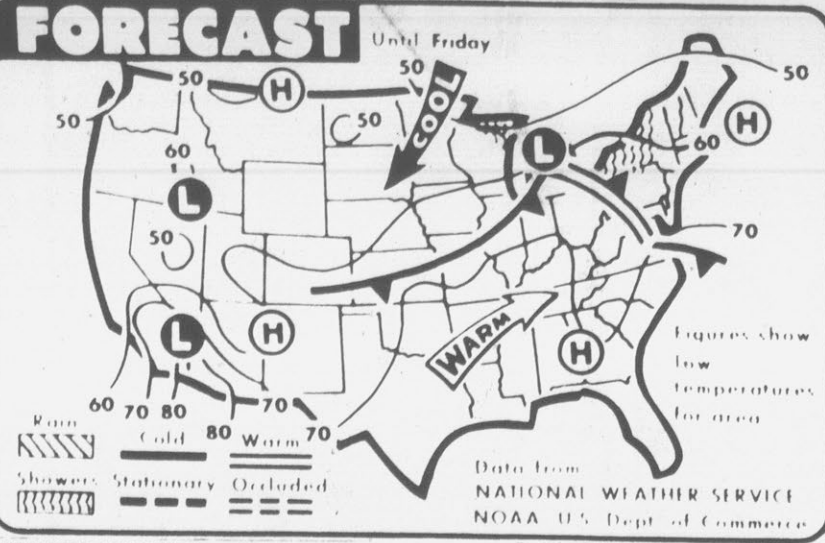 FORECAST
Until Friday
50
50
50
50
50
H
COOL
L
60
H
60
L
50
70
L
H
WARM
H
Figures show
low
temperatures
for area
60 70 80
80
70
70
Rain
Cold
Warm
Showers
Stationary
Occluded
Data from
NATIONAL WEATHER SERVICE
NOAA U.S. Dept. of Commerce